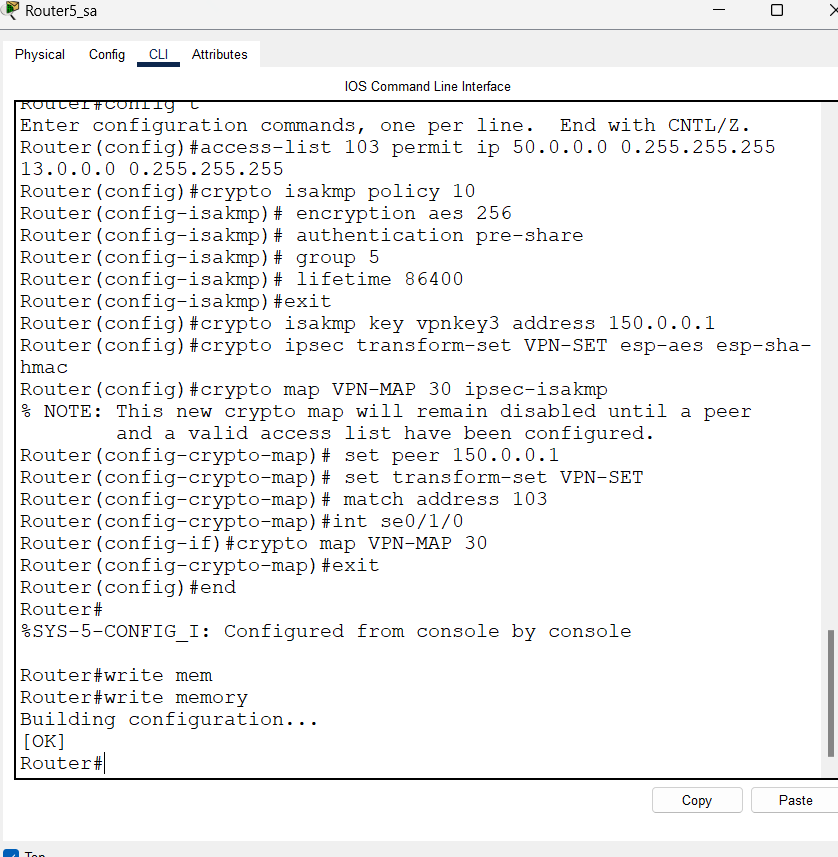 Router5_sa
Physical Config CLI Attributes
IOS Command Line Interface
Router#config t
Enter configuration commands, one per line.  End with CNTL/Z.
Router(config)#access-list 103 permit ip 50.0.0.0 0.255.255.255
13.0.0.0 0.255.255.255
Router(config)#crypto isakmp policy 10
Router(config-isakmp)# encryption aes 256
Router(config-isakmp)# authentication pre-share
Router(config-isakmp)# group 5
Router(config-isakmp)# lifetime 86400
Router(config-isakmp)#exit
Router(config)#crypto isakmp key vpnkey3 address 150.0.0.1
Router(config)#crypto ipsec transform-set VPN-SET esp-aes esp-sha-
hmac
Router(config)#crypto map VPN-MAP 30 ipsec-isakmp
% NOTE: This new crypto map will remain disabled until a peer
        and a valid access list have been configured.
Router(config-crypto-map)# set peer 150.0.0.1
Router(config-crypto-map)# set transform-set VPN-SET
Router(config-crypto-map)# match address 103
Router(config-crypto-map)#int se0/1/0
Router(config-if)#crypto map VPN-MAP 30
Router(config-crypto-map)#exit
Router(config)#end
Router#
%SYS-5-CONFIG_I: Configured from console by console
Router#write mem
Router#write memory
Building configuration...
[OK]
Router#
Copy Paste
Top